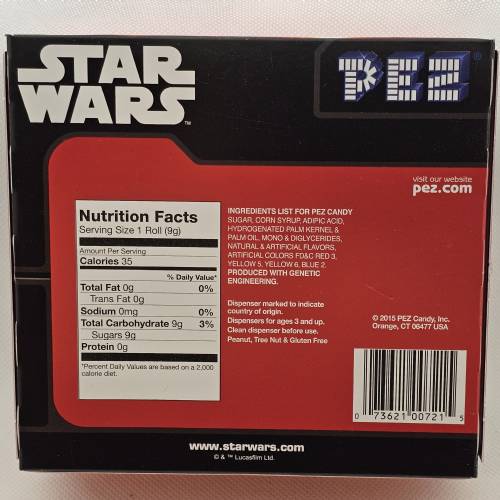 STAR
WARS™
PEZ®
visit our website
pez.com
Nutrition Facts
Serving Size 1 Roll (9g)
Amount Per Serving
Calories 35
% Daily Value*
Total Fat 0g 0%
Trans Fat 0g
Sodium 0mg 0%
Total Carbohydrate 9g 3%
Sugars 9g
Protein 0g
*Percent Daily Values are based on a 2,000
calorie diet.
INGREDIENTS LIST FOR PEZ CANDY
SUGAR, CORN SYRUP, ADIPIC ACID,
HYDROGENATED PALM KERNEL &
PALM OIL, MONO & DIGLYCERIDES,
NATURAL & ARTIFICIAL FLAVORS,
ARTIFICIAL COLORS FD&C RED 3,
YELLOW 5, YELLOW 6, BLUE 2.
PRODUCED WITH GENETIC
ENGINEERING.
Dispenser marked to indicate
country of origin.
Dispensers for ages 3 and up.
Clean dispenser before use.
Peanut, Tree Nut & Gluten Free
© 2015 PEZ Candy, Inc.
Orange, CT 06477 USA
0 73621 00721 5
www.starwars.com
© & ™ Lucasfilm Ltd.